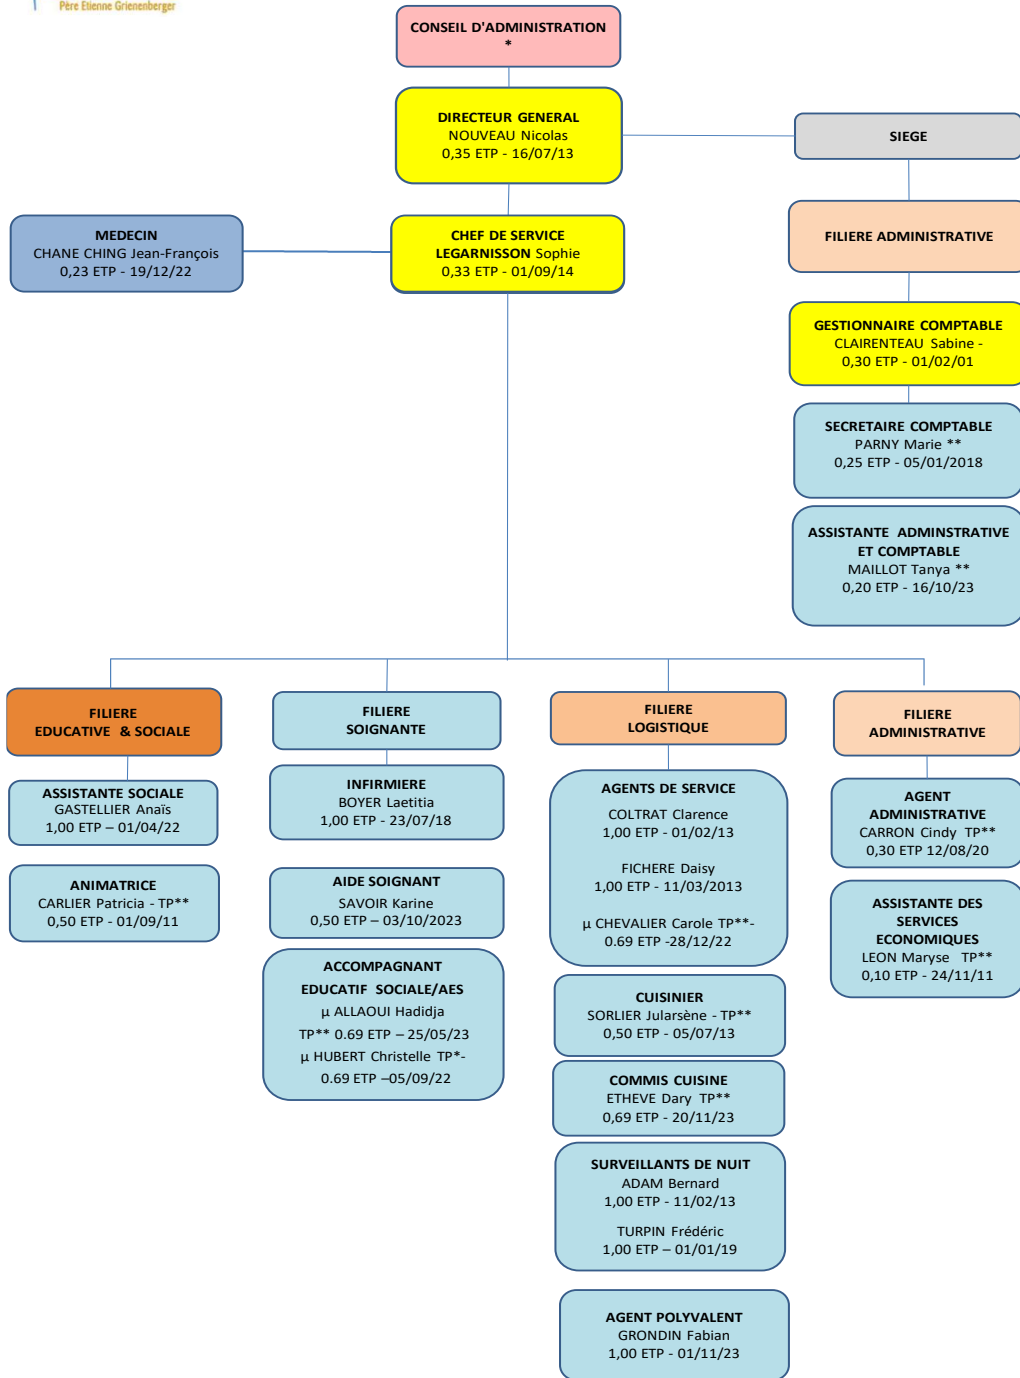 Père Etienne Grienenberger
CONSEIL D'ADMINISTRATION
*
DIRECTEUR GENERAL
NOUVEAU Nicolas
0,35 ETP - 16/07/13
SIEGE
MEDECIN
CHANE CHING Jean-François
0,23 ETP - 19/12/22
CHEF DE SERVICE
LEGARNISSON Sophie
0,33 ETP - 01/09/14
FILIERE ADMINISTRATIVE
GESTIONNAIRE COMPTABLE
CLAIRENTEAU Sabine -
0,30 ETP - 01/02/01
SECRETAIRE COMPTABLE
PARNY Marie **
0,25 ETP - 05/01/2018
ASSISTANTE ADMINSTRATIVE
ET COMPTABLE
MAILLOT Tanya **
0,20 ETP - 16/10/23
FILIERE
EDUCATIVE & SOCIALE
ASSISTANTE SOCIALE
GASTELLIER Anaïs
1,00 ETP – 01/04/22
ANIMATRICE
CARLIER Patricia - TP**
0,50 ETP - 01/09/11
FILIERE
SOIGNANTE
INFIRMIERE
BOYER Laetitia
1,00 ETP - 23/07/18
AIDE SOIGNANT
SAVOIR Karine
0,50 ETP – 03/10/2023
ACCOMPAGNANT
EDUCATIF SOCIALE/AES
µ ALLAOUI Hadidja
TP** 0.69 ETP – 25/05/23
µ HUBERT Christelle TP*-
0.69 ETP –05/09/22
FILIERE
LOGISTIQUE
AGENTS DE SERVICE
COLTRAT Clarence
1,00 ETP - 01/02/13
FICHERE Daisy
1,00 ETP - 11/03/2013
µ CHEVALIER Carole TP**-
0.69 ETP -28/12/22
CUISINIER
SORLIER Jularsène - TP**
0,50 ETP - 05/07/13
COMMIS CUISINE
ETHEVE Dary TP**
0,69 ETP - 20/11/23
SURVEILLANTS DE NUIT
ADAM Bernard
1,00 ETP - 11/02/13
TURPIN Frédéric
1,00 ETP – 01/01/19
AGENT POLYVALENT
GRONDIN Fabian
1,00 ETP - 01/11/23
FILIERE
ADMINISTRATIVE
AGENT
ADMINISTRATIVE
CARRON Cindy TP**
0,30 ETP 12/08/20
ASSISTANTE DES
SERVICES
ECONOMIQUES
LEON Maryse TP**
0,10 ETP - 24/11/11